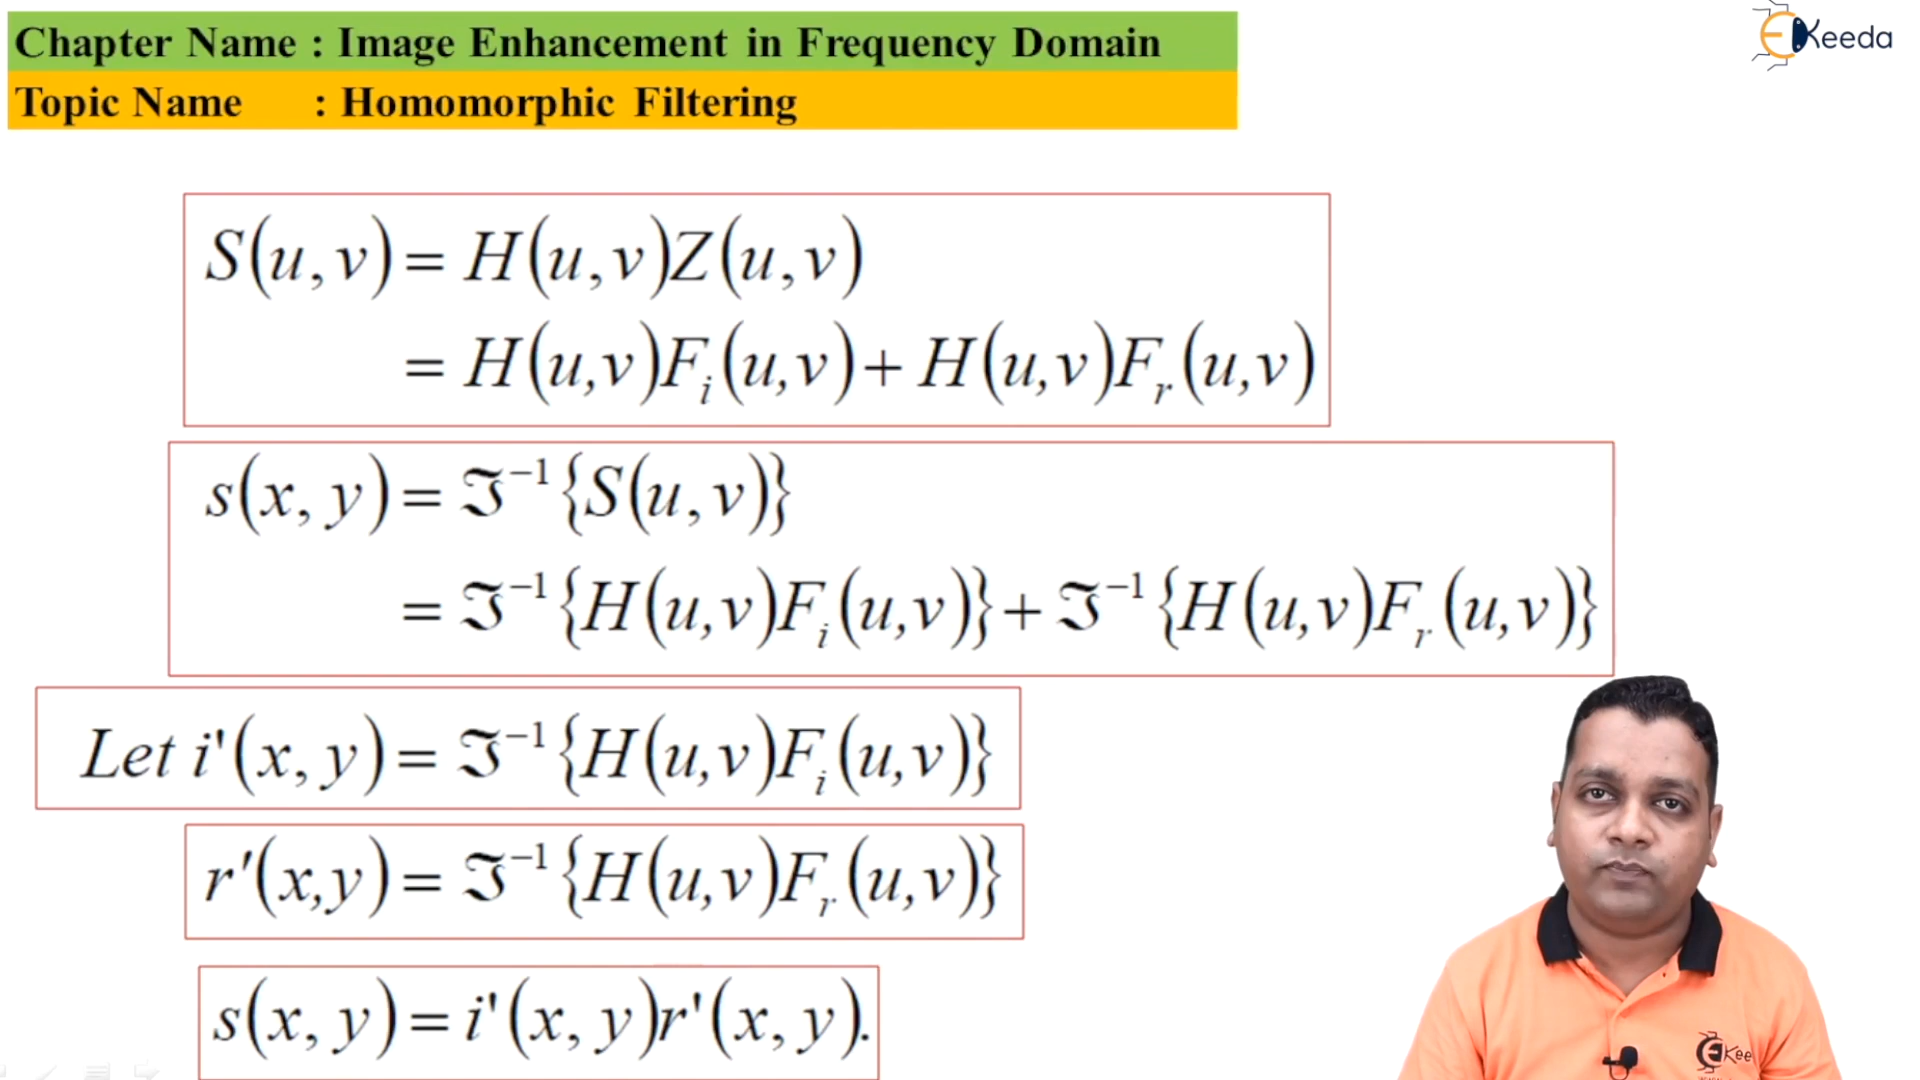 Chapter Name : Image Enhancement in Frequency Domain
Keeda
Topic Name : Homomorphic Filtering
S(u,v) = H(u,v)Z(u,v)
= H(u,v)F_i(u,v) + H(u,v)F_r(u,v)
s(x, y) = ℑ⁻¹{S(u,v)}
= ℑ⁻¹{H(u,v)F_i(u,v)} + ℑ⁻¹{H(u,v)F_r(u,v)}
Let i'(x, y) = ℑ⁻¹{H(u,v)F_i(u,v)}
r'(x,y) = ℑ⁻¹{H(u,v)F_r(u,v)}
s(x, y) = i'(x, y)r'(x, y).
Kee